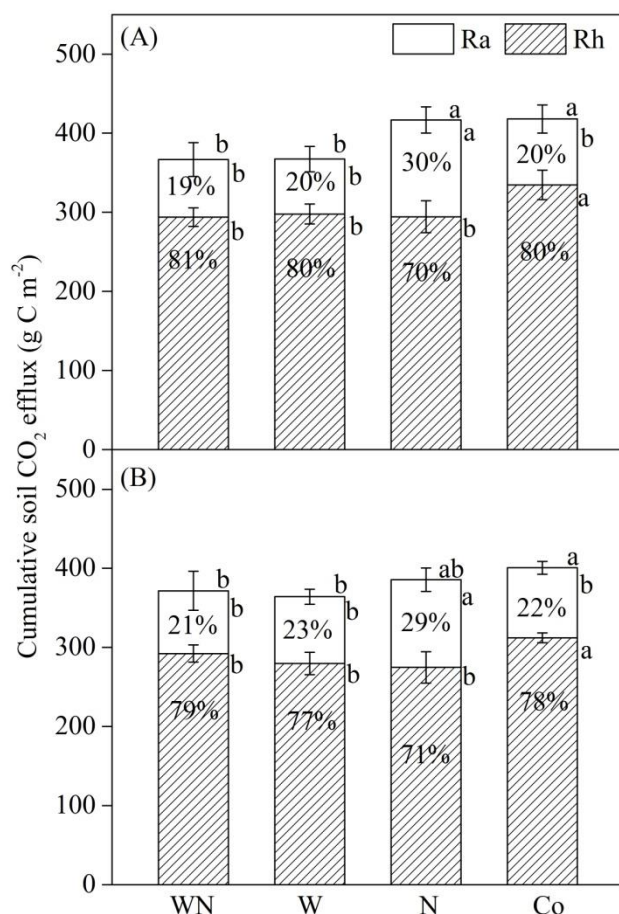 (A)
Ra
Rh
500
400
300
200
100
0
b
b
a
a
19%
b
20%
b
30%
a
20%
b
b
b
b
a
81%
80%
70%
80%
Cumulative soil CO₂ efflux (g C m⁻²)
(B)
500
400
300
200
100
0
b
b
ab
a
21%
b
23%
b
29%
a
22%
b
b
b
b
a
79%
77%
71%
78%
WN
W
N
Co